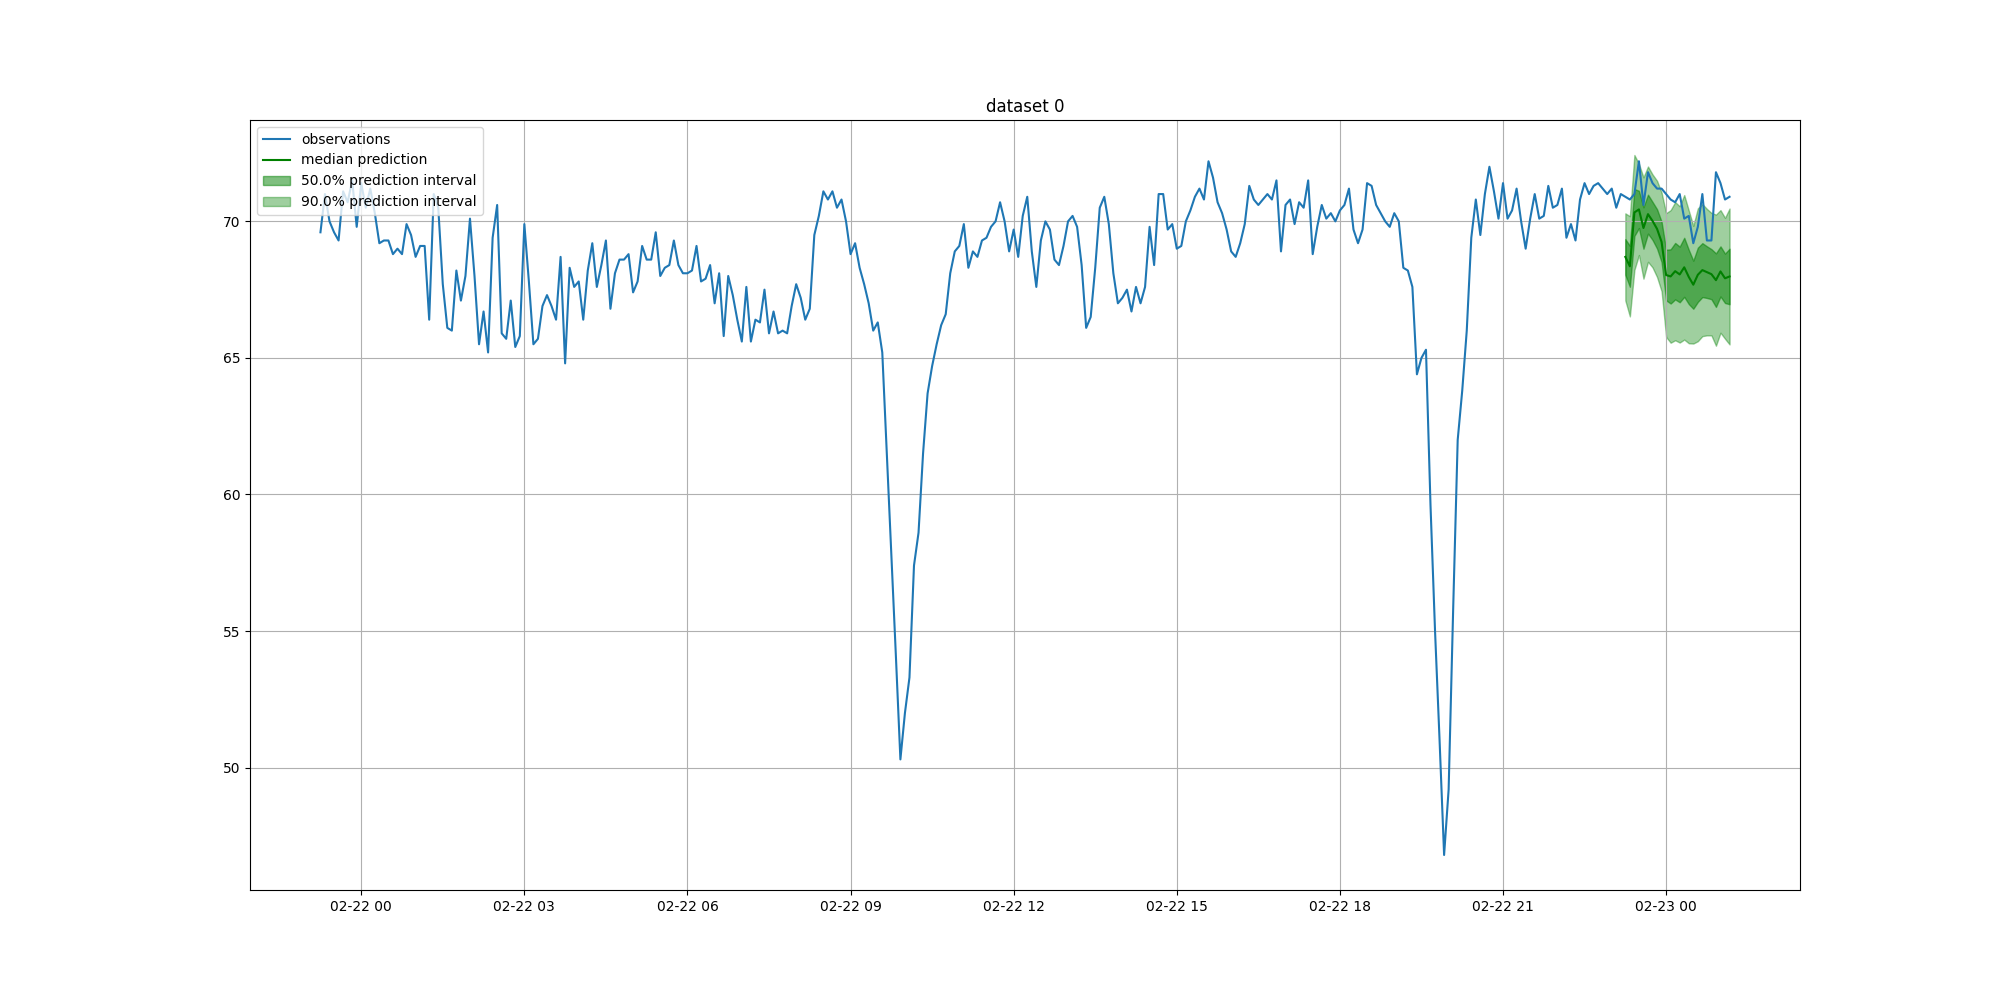 dataset 0
observations
median prediction
50.0% prediction interval
90.0% prediction interval
70
65
60
55
50
02-22 00
02-22 03
02-22 06
02-22 09
02-22 12
02-22 15
02-22 18
02-22 21
02-23 00